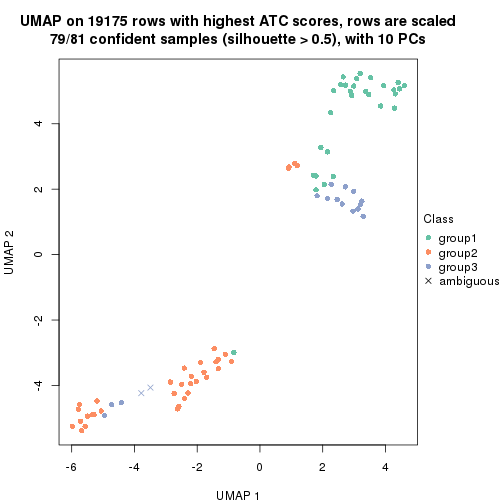 UMAP on 19175 rows with highest ATC scores, rows are scaled
79/81 confident samples (silhouette > 0.5), with 10 PCs
4
2
0
-2
-4
UMAP 2
-6
-4
-2
0
2
4
UMAP 1
Class
group1
group2
group3
ambiguous